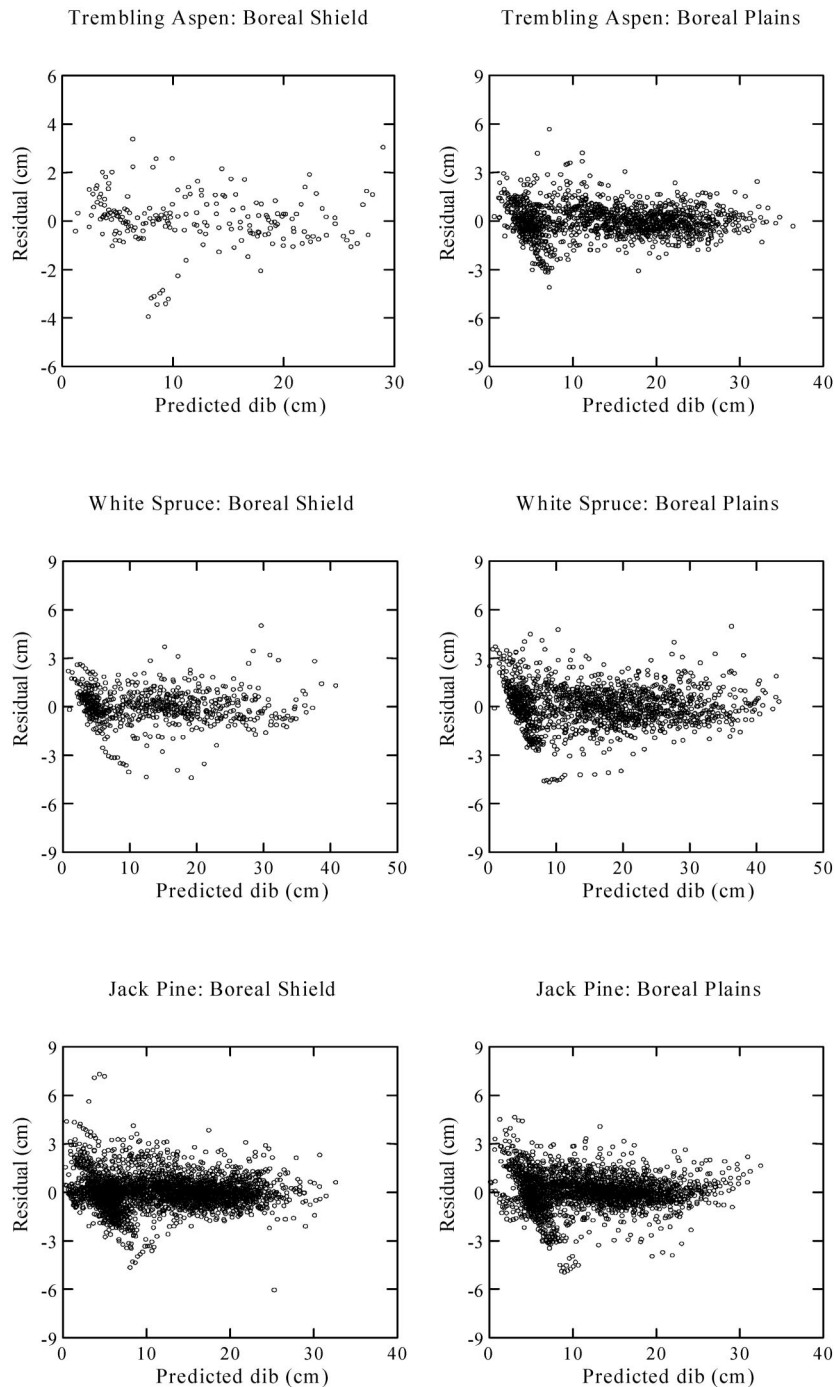 Trembling Aspen: Boreal Shield
6
4
2
0
-2
-4
-6
Residual (cm)
0 10 20 30
Predicted dib (cm)
Trembling Aspen: Boreal Plains
9
6
3
0
-3
-6
-9
Residual (cm)
0 10 20 30 40
Predicted dib (cm)
White Spruce: Boreal Shield
9
6
3
0
-3
-6
-9
Residual (cm)
0 10 20 30 40 50
Predicted dib (cm)
White Spruce: Boreal Plains
9
6
3
0
-3
-6
-9
Residual (cm)
0 10 20 30 40 50
Predicted dib (cm)
Jack Pine: Boreal Shield
9
6
3
0
-3
-6
-9
Residual (cm)
0 10 20 30 40
Predicted dib (cm)
Jack Pine: Boreal Plains
9
6
3
0
-3
-6
-9
Residual (cm)
0 10 20 30 40
Predicted dib (cm)